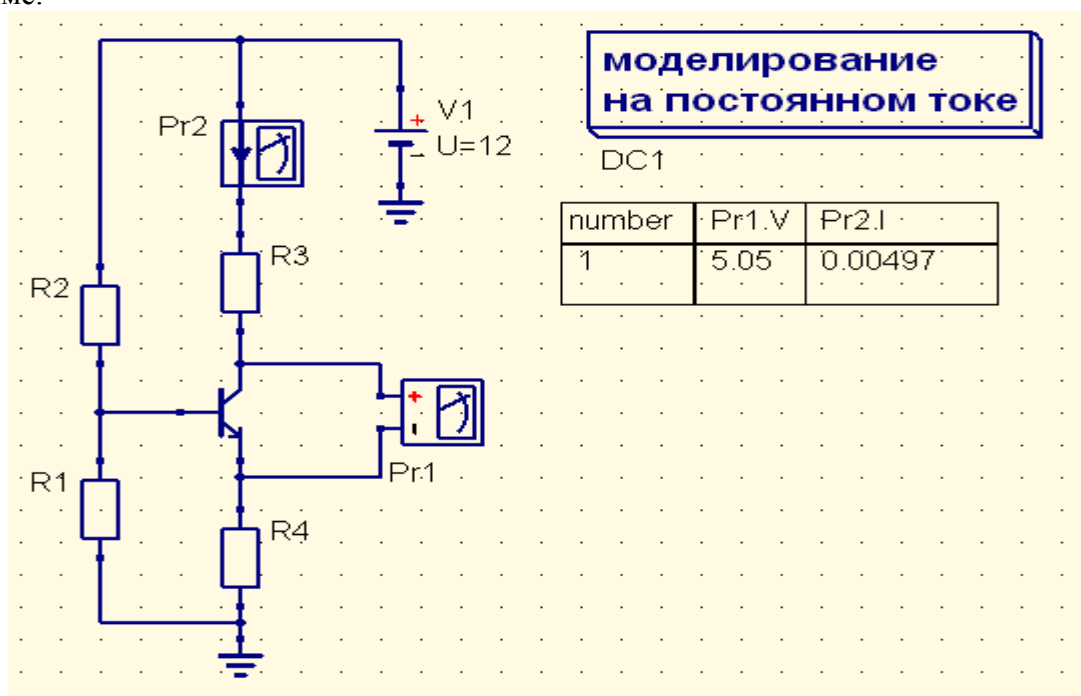 ме.
моделирование
на постоянном токе
Pr2
V1
U=12
DC1
number Pr1.V Pr2.I
1 5.05 0.00497
R3
R2
R1
Pr1
R4